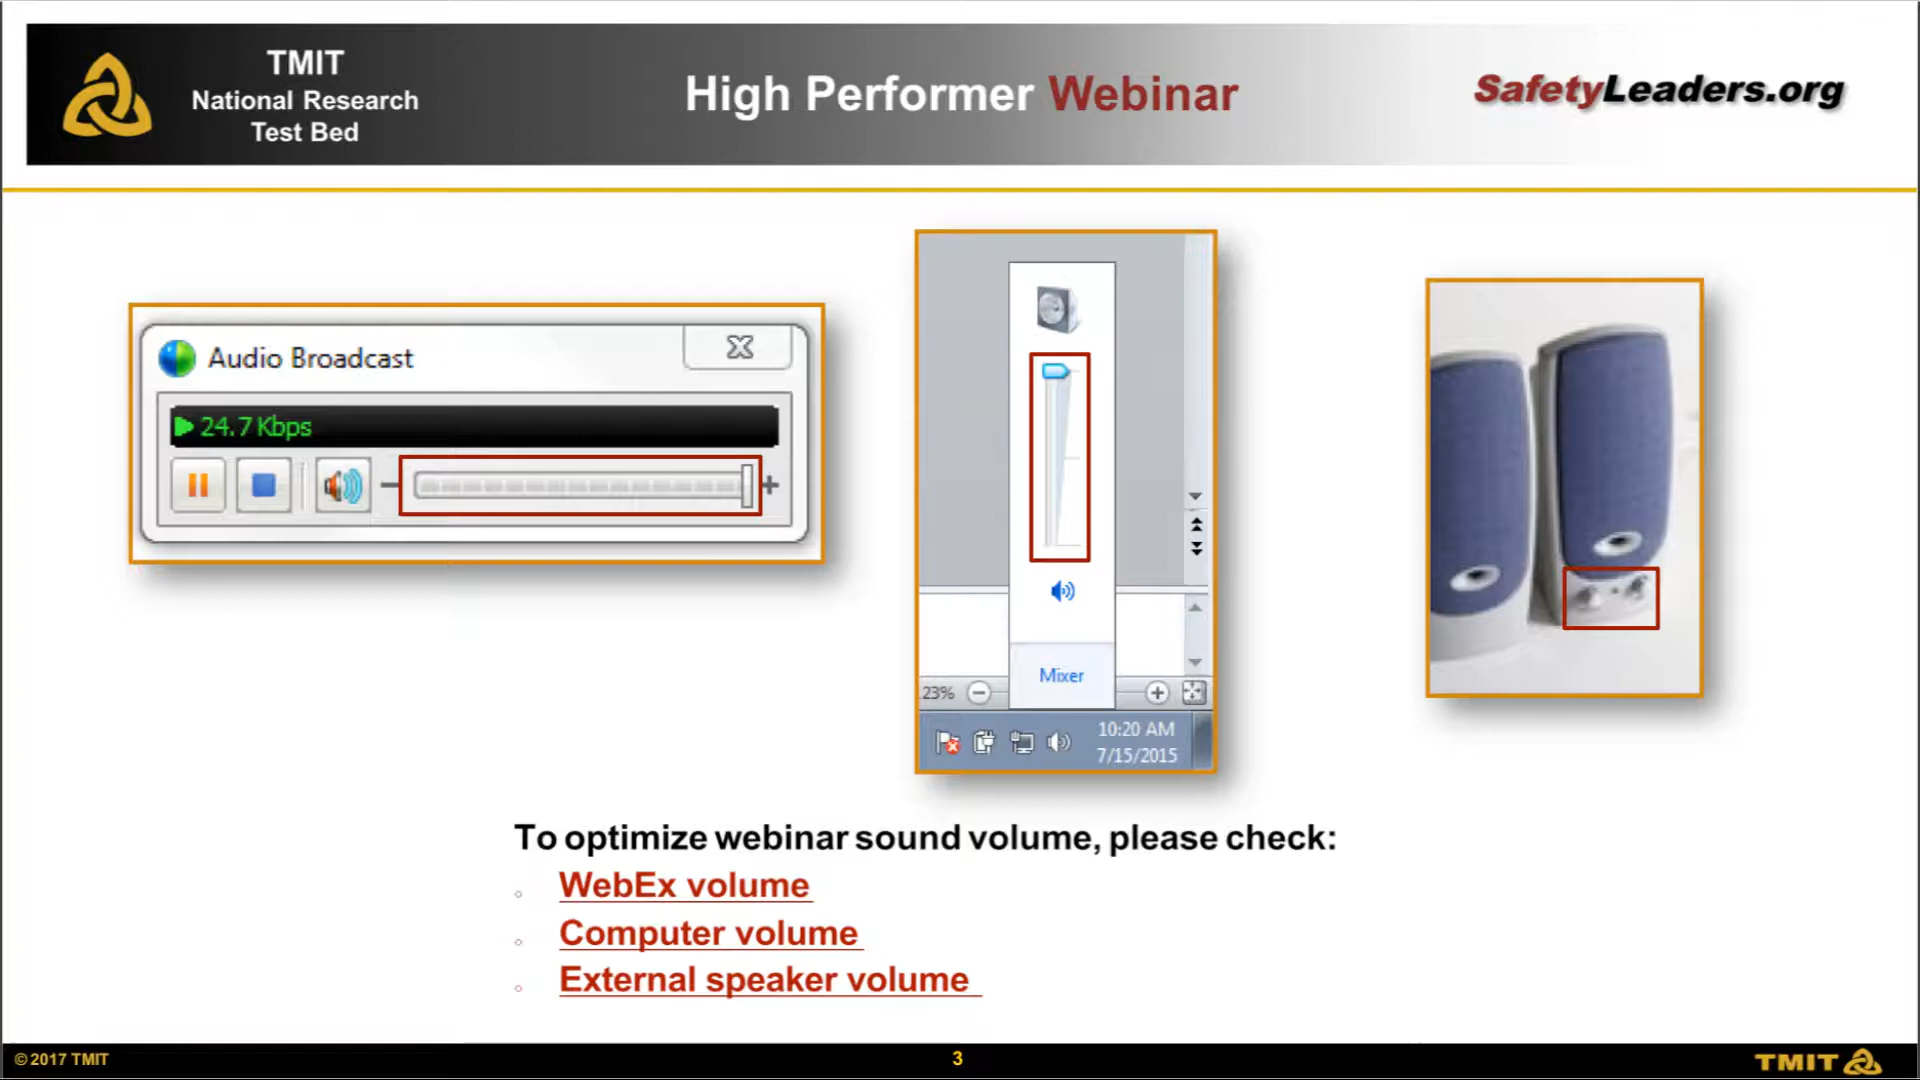 TMIT
National Research
Test Bed
High Performer Webinar
SafetyLeaders.org
Audio Broadcast
24.7 Kbps
Mixer
23%
10:20 AM
7/15/2015
To optimize webinar sound volume, please check:
WebEx volume
Computer volume
External speaker volume
© 2017 TMIT
3
TMIT